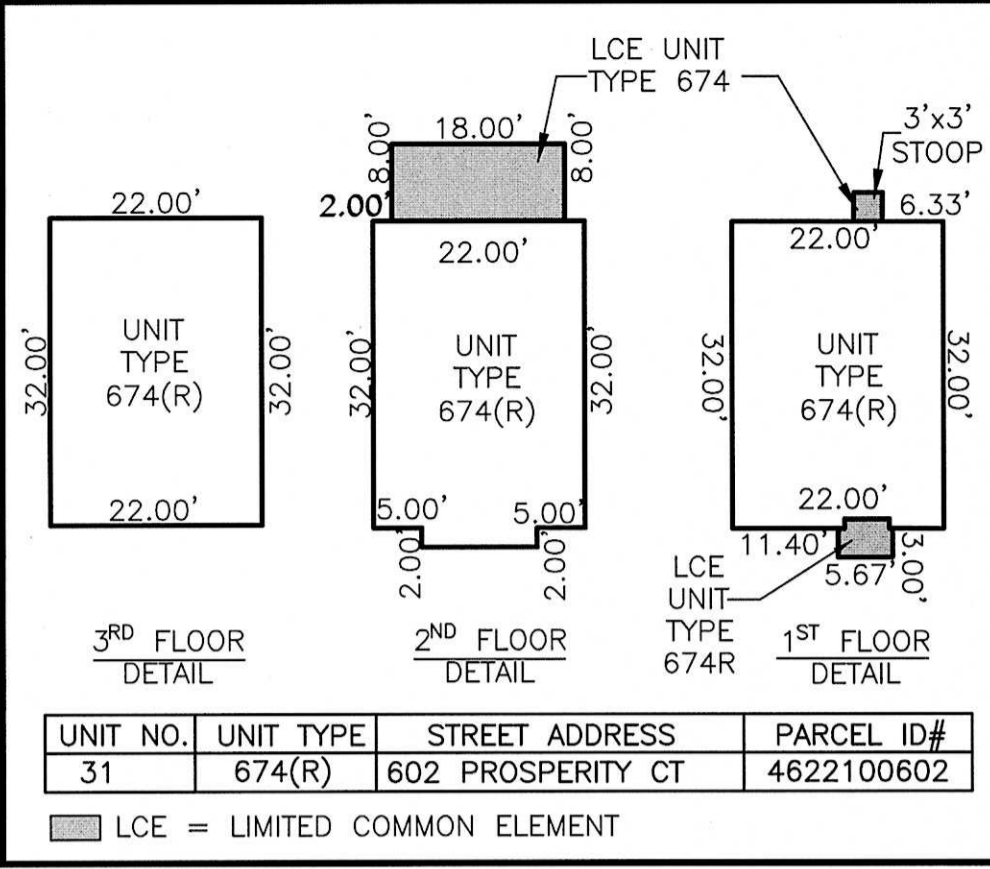 LCE UNIT
TYPE 674
3'x3'
STOOP
18.00'
8.00'
8.00'
2.00'
6.33'
22.00'
22.00'
22.00'
32.00'
UNIT
TYPE
674(R)
32.00'
32.00'
UNIT
TYPE
674(R)
32.00'
32.00'
UNIT
TYPE
674(R)
32.00'
22.00'
5.00'
5.00'
2.00'
2.00'
22.00'
11.40'
3.00'
5.67'
LCE
UNIT
TYPE
674R
3RD FLOOR
DETAIL
2ND FLOOR
DETAIL
1ST FLOOR
DETAIL
UNIT NO. UNIT TYPE STREET ADDRESS PARCEL ID#
31 674(R) 602 PROSPERITY CT 4622100602
LCE = LIMITED COMMON ELEMENT